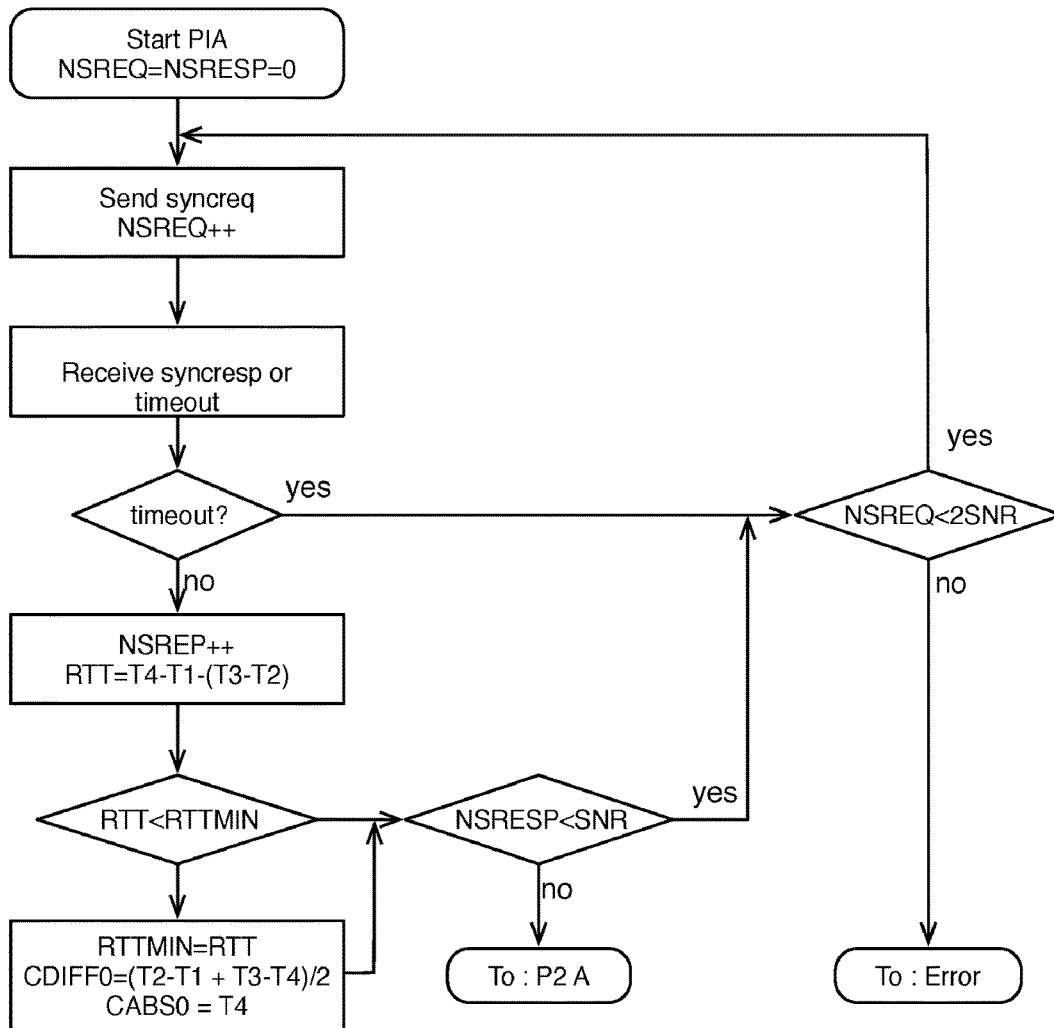 Start PIA
NSREQ=NSRESP=0
Send syncreq
NSREQ++
Receive syncresp or
timeout
timeout?
yes
no
NSREQ<2SNR
yes
no
NSREP++
RTT=T4-T1-(T3-T2)
RTT<RTTMIN
NSRESP<SNR
yes
no
RTTMIN=RTT
CDIFF0=(T2-T1 + T3-T4)/2
CABS0 = T4
To : P2 A
To : Error